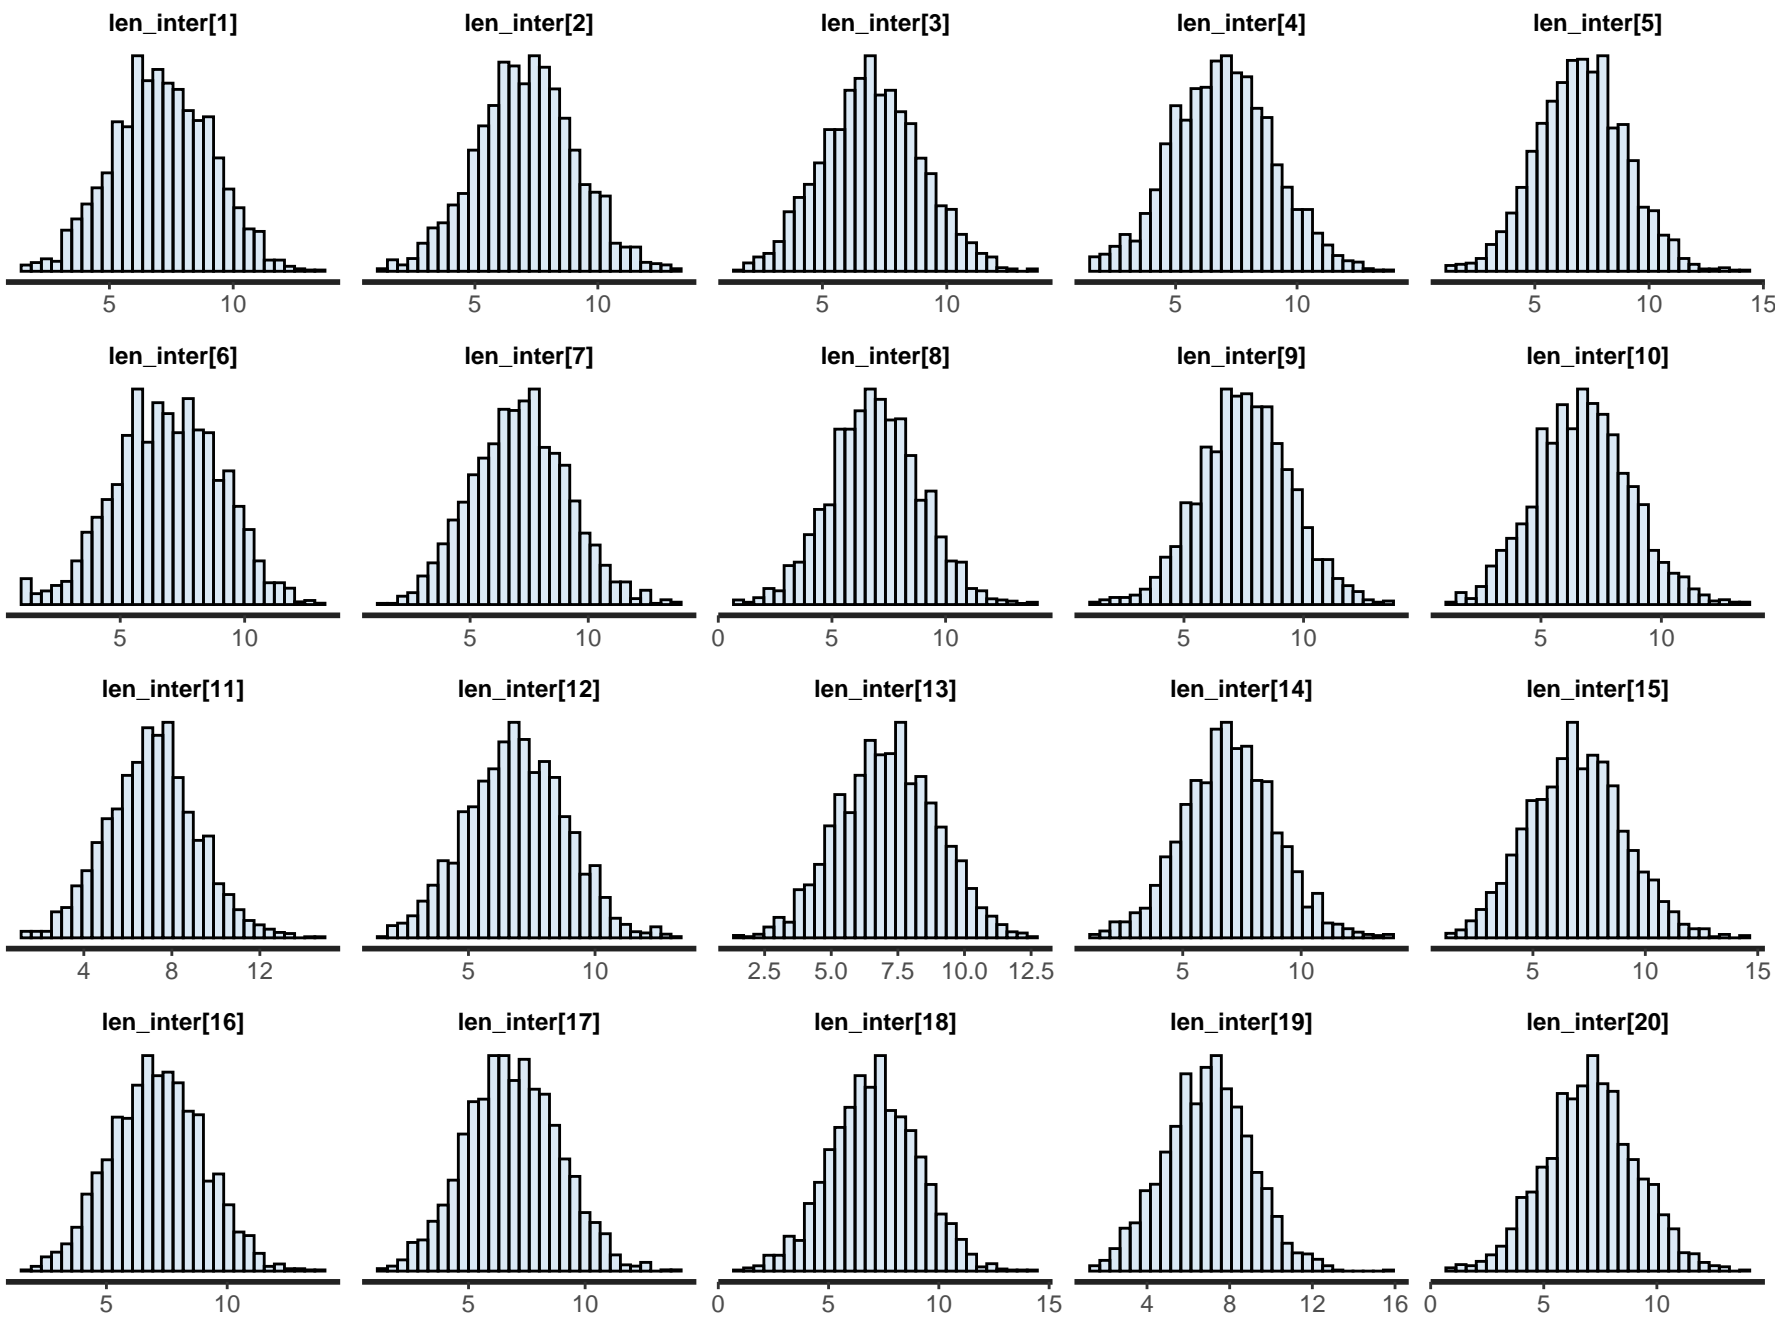 len_inter[1] len_inter[2] len_inter[3] len_inter[4] len_inter[5]
5 10 5 10 5 10 5 10 5 10 15
len_inter[6] len_inter[7] len_inter[8] len_inter[9] len_inter[10]
5 10 5 10 0 5 10 5 10 5 10
len_inter[11] len_inter[12] len_inter[13] len_inter[14] len_inter[15]
4 8 12 5 10 2.5 5.0 7.5 10.0 12.5 5 10 5 10 15
len_inter[16] len_inter[17] len_inter[18] len_inter[19] len_inter[20]
5 10 5 10 0 5 10 15 4 8 12 16 0 5 10